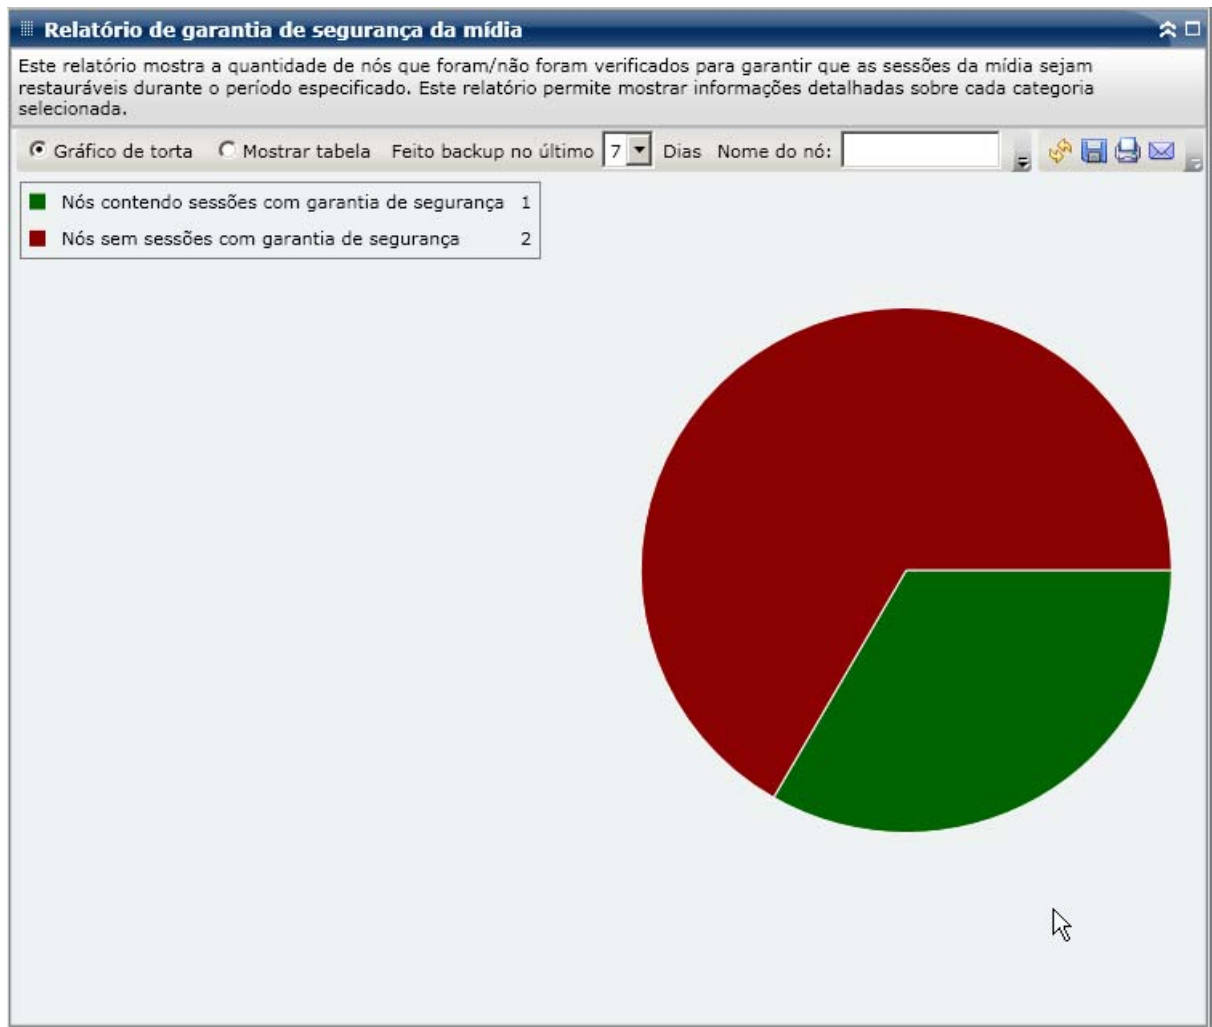 Relatório de garantia de segurança da mídia
Este relatório mostra a quantidade de nós que foram/não foram verificados para garantir que as sessões da mídia sejam
restauráveis durante o período especificado. Este relatório permite mostrar informações detalhadas sobre cada categoria
selecionada.
Gráfico de torta Mostrar tabela Feito backup no último 7 Dias Nome do nó:
Nós contendo sessões com garantia de segurança 1
Nós sem sessões com garantia de segurança 2